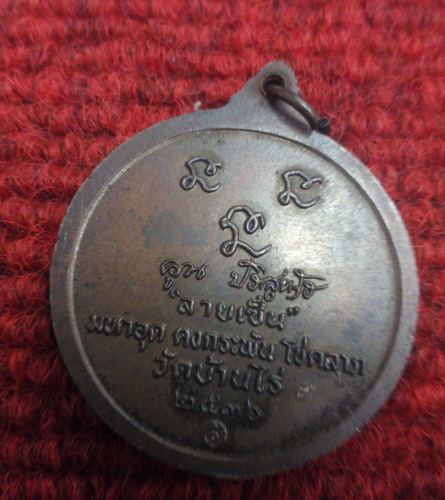 คูน ปริสุทฺโธ
"ลายเซ็น"
มหาอุด คงกระพัน โชคลาภ
วัดบ้านไร่
๒๕๓๖
๑